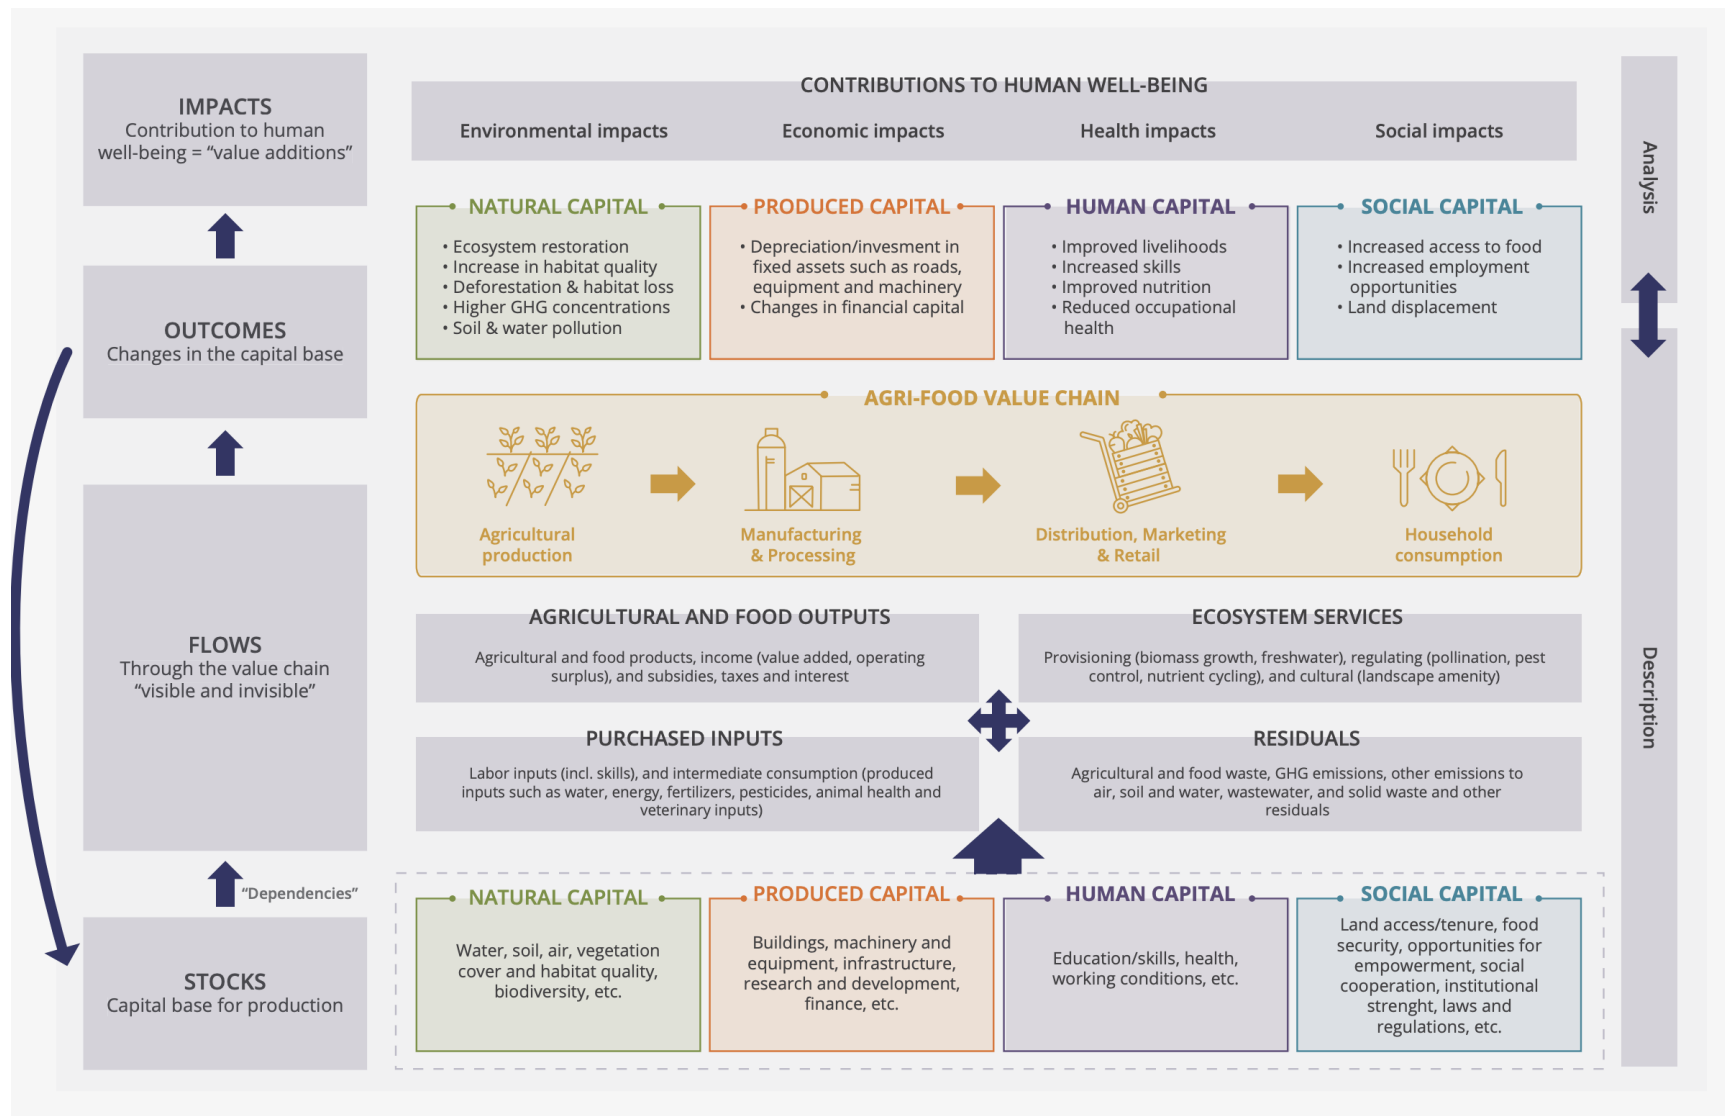 IMPACTS
Contribution to human
well-being = “value additions”
OUTCOMES
Changes in the capital base
FLOWS
Through the value chain
“visible and invisible”
“Dependencies”
STOCKS
Capital base for production
CONTRIBUTIONS TO HUMAN WELL-BEING
Environmental impacts
Economic impacts
Health impacts
Social impacts
NATURAL CAPITAL
• Ecosystem restoration
• Increase in habitat quality
• Deforestation & habitat loss
• Higher GHG concentrations
• Soil & water pollution
PRODUCED CAPITAL
• Depreciation/invesment in
fixed assets such as roads,
equipment and machinery
• Changes in financial capital
HUMAN CAPITAL
• Improved livelihoods
• Increased skills
• Improved nutrition
• Reduced occupational
health
SOCIAL CAPITAL
• Increased access to food
• Increased employment
opportunities
• Land displacement
AGRI-FOOD VALUE CHAIN
Agricultural
production
Manufacturing
& Processing
Distribution, Marketing
& Retail
Household
consumption
AGRICULTURAL AND FOOD OUTPUTS
Agricultural and food products, income (value added, operating
surplus), and subsidies, taxes and interest
ECOSYSTEM SERVICES
Provisioning (biomass growth, freshwater), regulating (pollination, pest
control, nutrient cycling), and cultural (landscape amenity)
PURCHASED INPUTS
Labor inputs (incl. skills), and intermediate consumption (produced
inputs such as water, energy, fertilizers, pesticides, animal health and
veterinary inputs)
RESIDUALS
Agricultural and food waste, GHG emissions, other emissions to
air, soil and water, wastewater, and solid waste and other
residuals
NATURAL CAPITAL
Water, soil, air, vegetation
cover and habitat quality,
biodiversity, etc.
PRODUCED CAPITAL
Buildings, machinery and
equipment, infrastructure,
research and development,
finance, etc.
HUMAN CAPITAL
Education/skills, health,
working conditions, etc.
SOCIAL CAPITAL
Land access/tenure, food
security, opportunities for
empowerment, social
cooperation, institutional
strenght, laws and
regulations, etc.
Analysis
Description